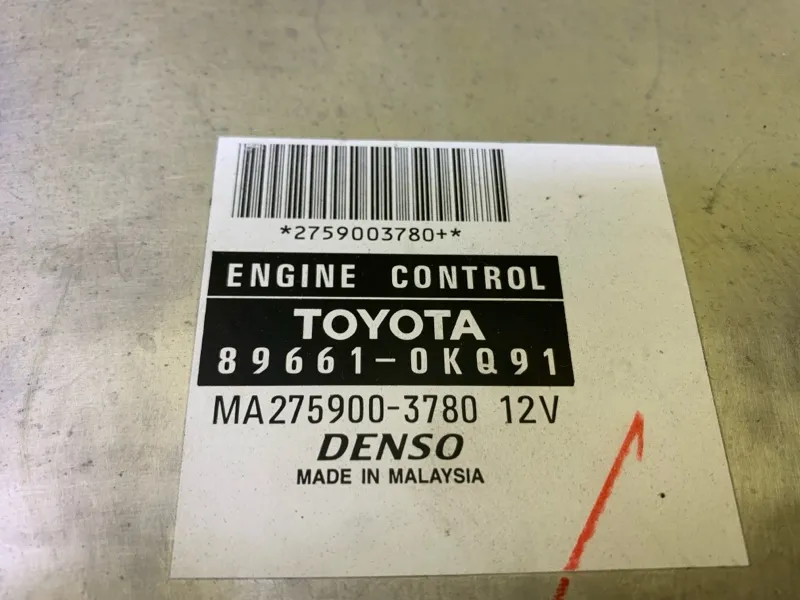 *2759003780+*
ENGINE CONTROL
TOYOTA
89661-0KQ91
MA275900-3780 12V
DENSO
MADE IN MALAYSIA